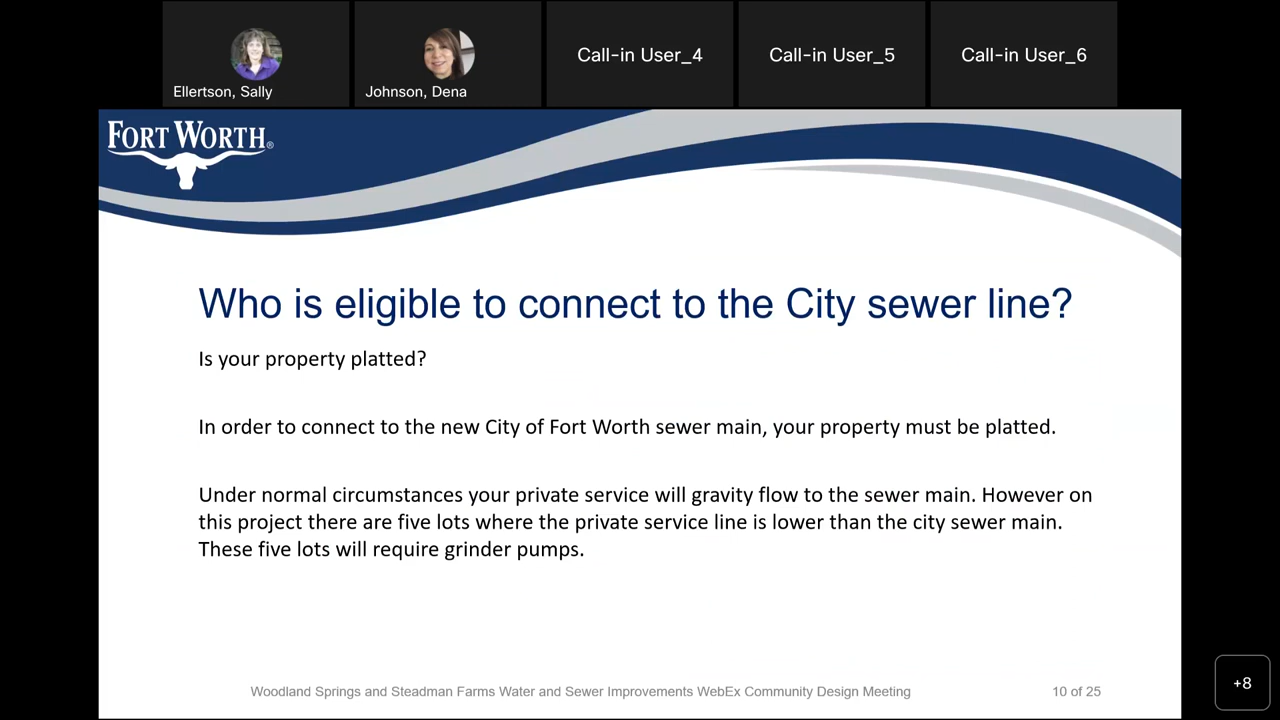 Ellertson, Sally
Johnson, Dena
Call-in User_4
Call-in User_5
Call-in User_6
FORT WORTH®
Who is eligible to connect to the City sewer line?
Is your property platted?
In order to connect to the new City of Fort Worth sewer main, your property must be platted.
Under normal circumstances your private service will gravity flow to the sewer main. However on
this project there are five lots where the private service line is lower than the city sewer main.
These five lots will require grinder pumps.
Woodland Springs and Steadman Farms Water and Sewer Improvements WebEx Community Design Meeting
10 of 25
+8